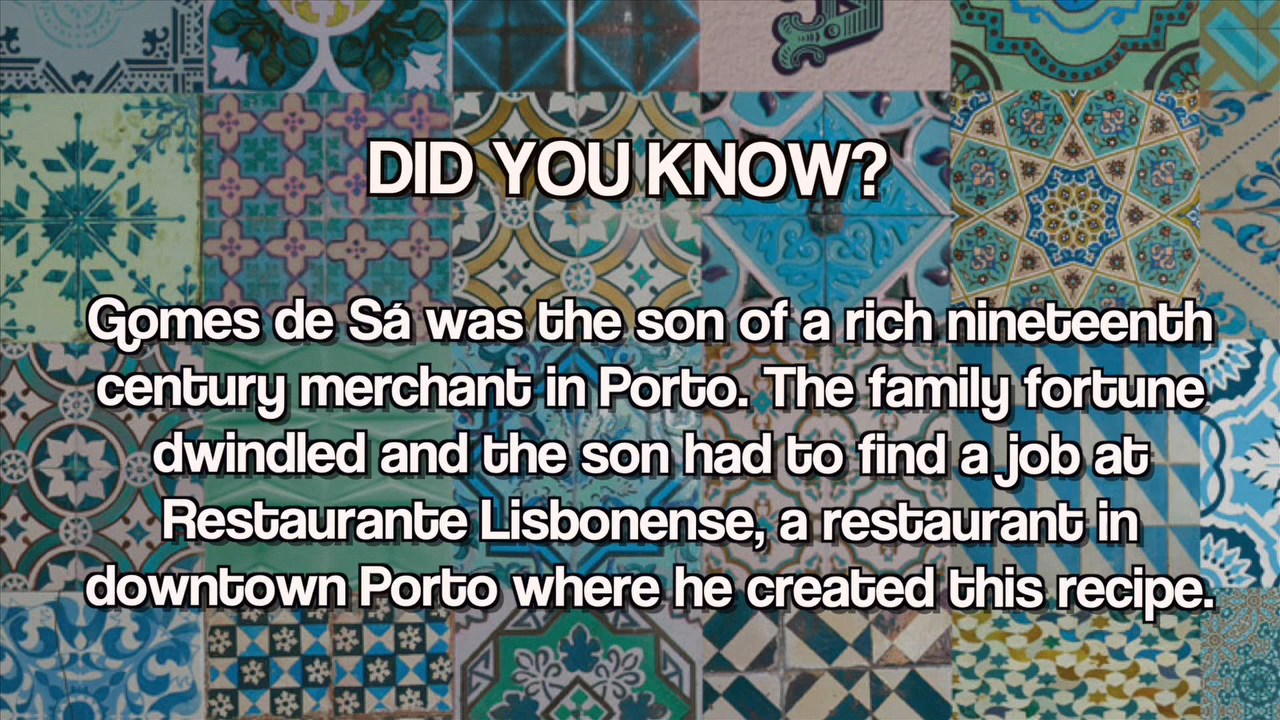 DID YOU KNOW?
Gomes de Sá was the son of a rich nineteenth
century merchant in Porto. The family fortune
dwindled and the son had to find a job at
Restaurante Lisbonense, a restaurant in
downtown Porto where he created this recipe.